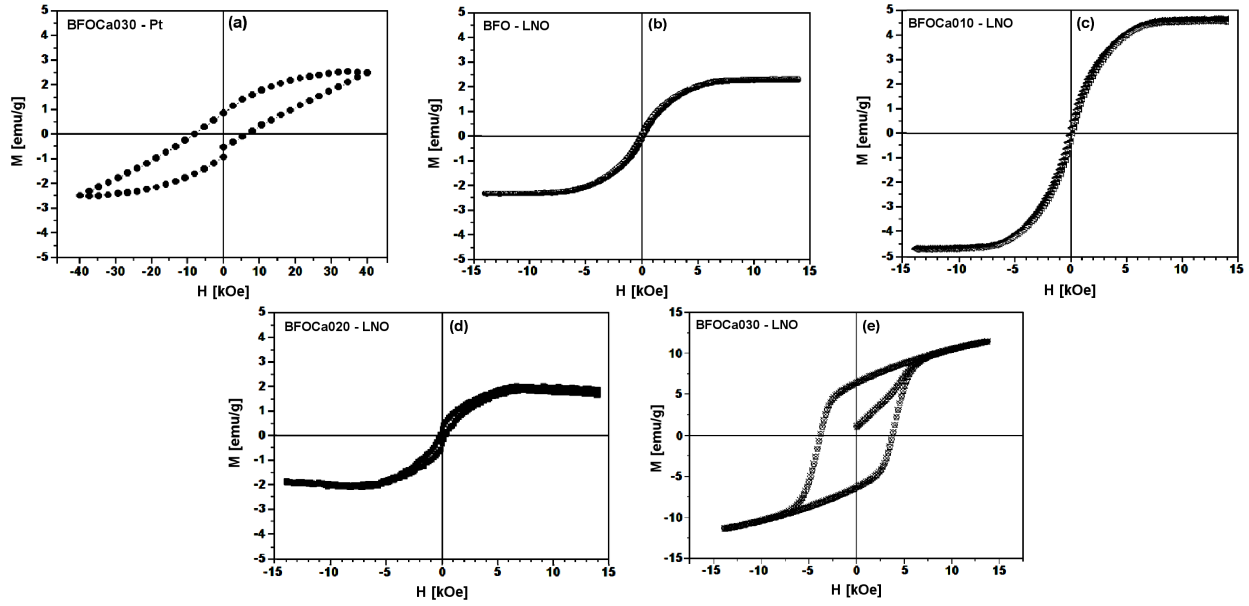 BFOCa030 - Pt
(a)
5
4
3
2
1
0
-1
-2
-3
-4
-5
M [emu/g]
-40 -30 -20 -10 0 10 20 30 40
H [kOe]
BFO - LNO
(b)
5
4
3
2
1
0
-1
-2
-3
-4
-5
M [emu/g]
-15 -10 -5 0 5 10 15
H [kOe]
BFOCa010 - LNO
(c)
5
4
3
2
1
0
-1
-2
-3
-4
-5
M [emu/g]
-15 -10 -5 0 5 10 15
H [kOe]
BFOCa020 - LNO
(d)
5
4
3
2
1
0
-1
-2
-3
-4
-5
M [emu/g]
-15 -10 -5 0 5 10 15
H [kOe]
BFOCa030 - LNO
(e)
15
10
5
0
-5
-10
-15
M [emu/g]
-15 -10 -5 0 5 10 15
H [kOe]